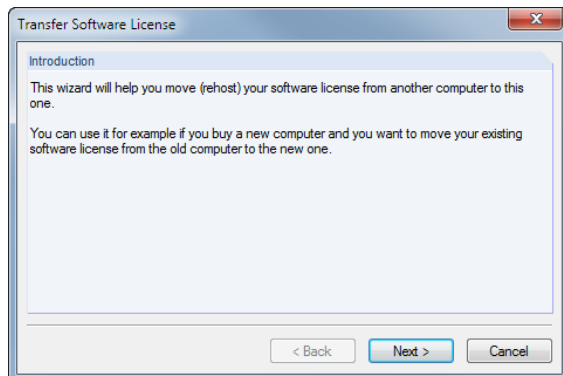 Transfer Software License
Introduction
This wizard will help you move (rehost) your software license from another computer to this
one.
You can use it for example if you buy a new computer and you want to move your existing
software license from the old computer to the new one.
< Back
Next >
Cancel